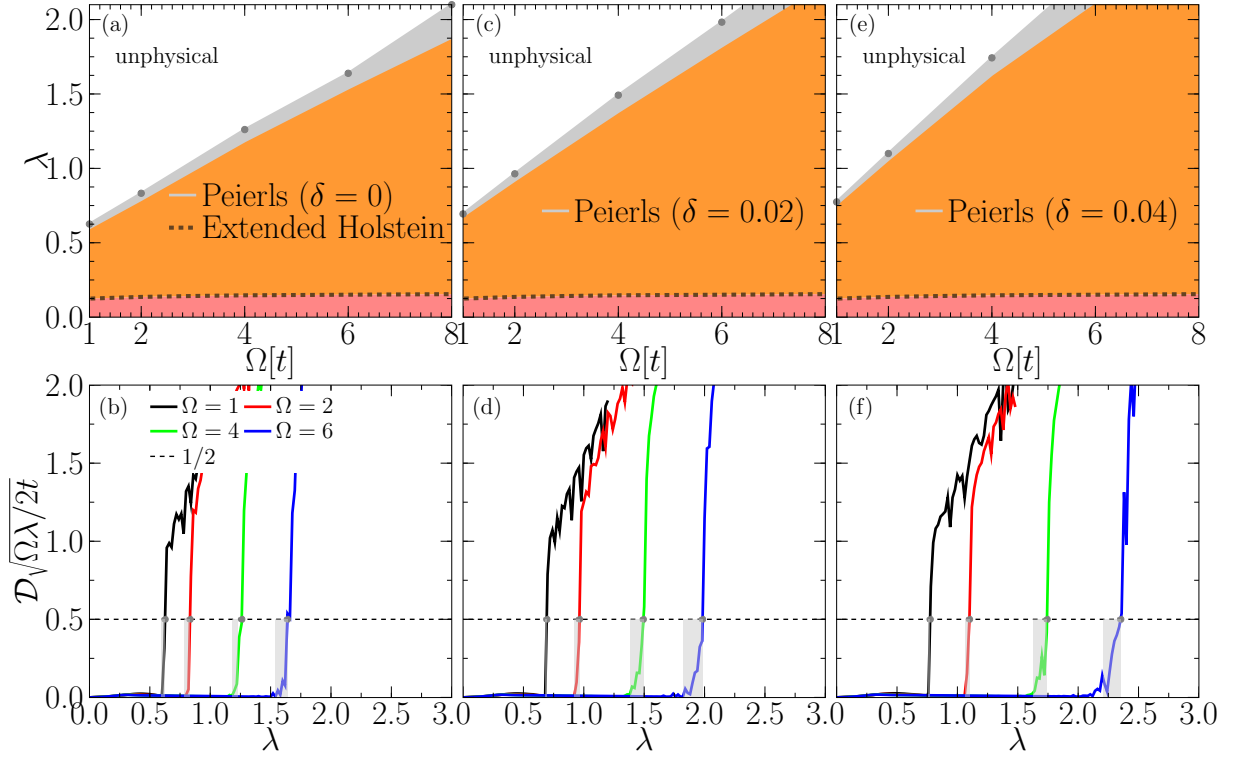 (a)
unphysical
λ
2.0
1.5
1.0
0.5
0.0
Peierls (δ = 0)
Extended Holstein
1 2 4 6 8
Ω[t]
(c)
unphysical
Peierls (δ = 0.02)
1 2 4 6 8
Ω[t]
(e)
unphysical
Peierls (δ = 0.04)
1 2 4 6 8
Ω[t]
(b)
Ω = 1 Ω = 2
Ω = 4 Ω = 6
1/2
𝒟√Ωλ/2t
2.0
1.5
1.0
0.5
0.0
0.0 0.5 1.0 1.5 2.0 2.5 3.0
λ
(d)
0.0 0.5 1.0 1.5 2.0 2.5 3.0
λ
(f)
0.0 0.5 1.0 1.5 2.0 2.5 3.0
λ